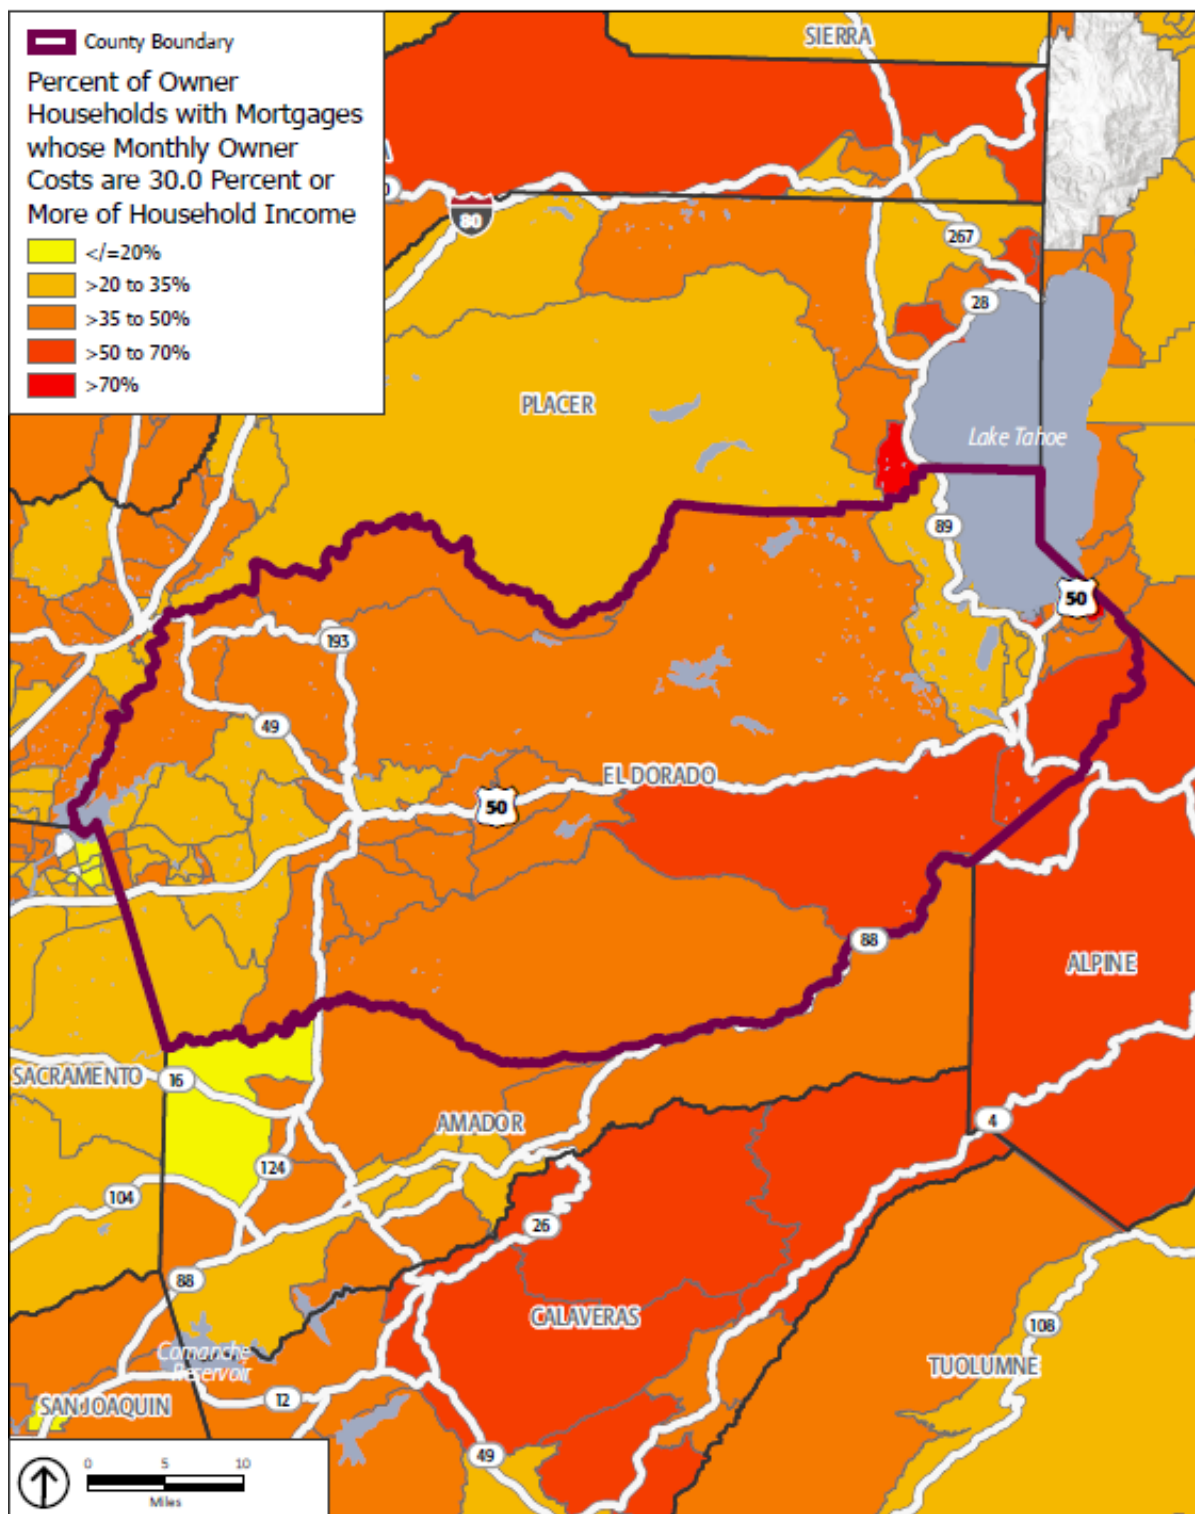 County Boundary
Percent of Owner
Households with Mortgages
whose Monthly Owner
Costs are 30.0 Percent or
More of Household Income
</=20%
>20 to 35%
>35 to 50%
>50 to 70%
>70%
SIERRA
80
267
28
PLACER
Lake Tahoe
89
50
193
49
EL DORADO
50
88
ALPINE
SACRAMENTO
16
AMADOR
4
124
104
26
88
CALAVERAS
108
Comanche
Reservoir
TUOLUMNE
SAN JOAQUIN
12
49
0 5 10
Miles